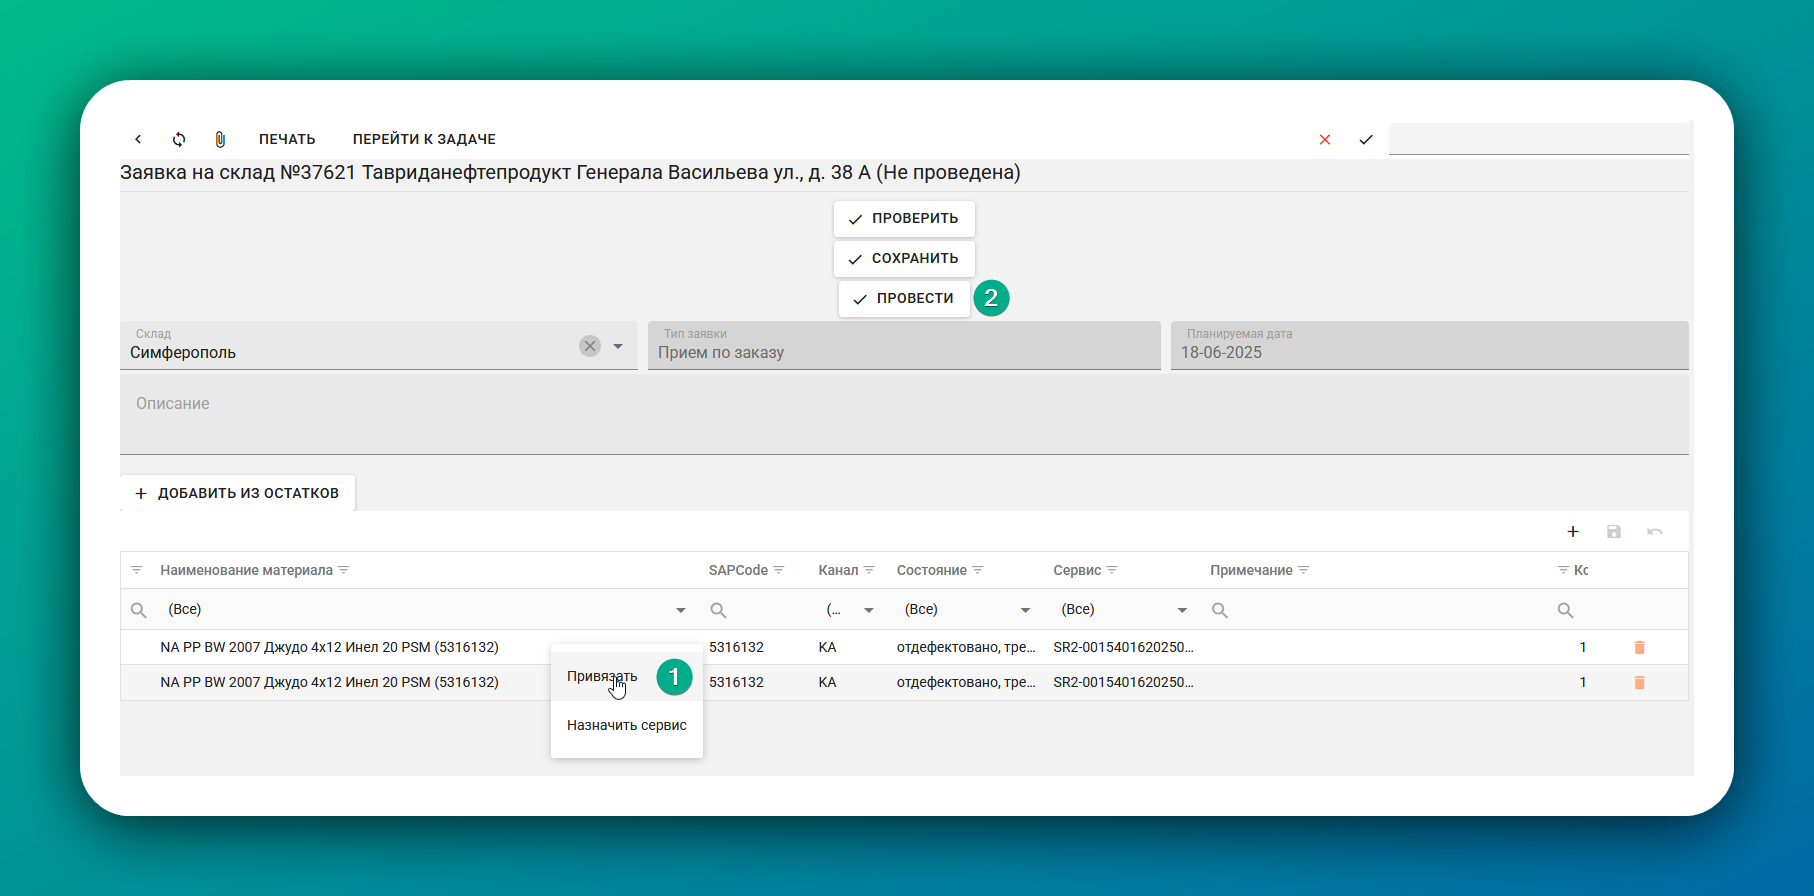 ПЕЧАТЬ ПЕРЕЙТИ К ЗАДАЧЕ
Заявка на склад №37621 Тавриданефтепродукт Генерала Васильева ул., д. 38 А (Не проведена)
ПРОВЕРИТЬ
СОХРАНИТЬ
ПРОВЕСТИ 2
Склад Тип заявки Планируемая дата
Симферополь Прием по заказу 18-06-2025
Описание
+ ДОБАВИТЬ ИЗ ОСТАТКОВ
Наименование материала SAPCode Канал Состояние Сервис Примечание Кс
(Все) (... (Все) (Все)
NA PP BW 2007 Джудо 4x12 Инел 20 PSM (5316132) 5316132 KA отдефектовано, тре... SR2-0015401620250... 1
Привязать 1
NA PP BW 2007 Джудо 4x12 Инел 20 PSM (5316132) 5316132 KA отдефектовано, тре... SR2-0015401620250... 1
Назначить сервис